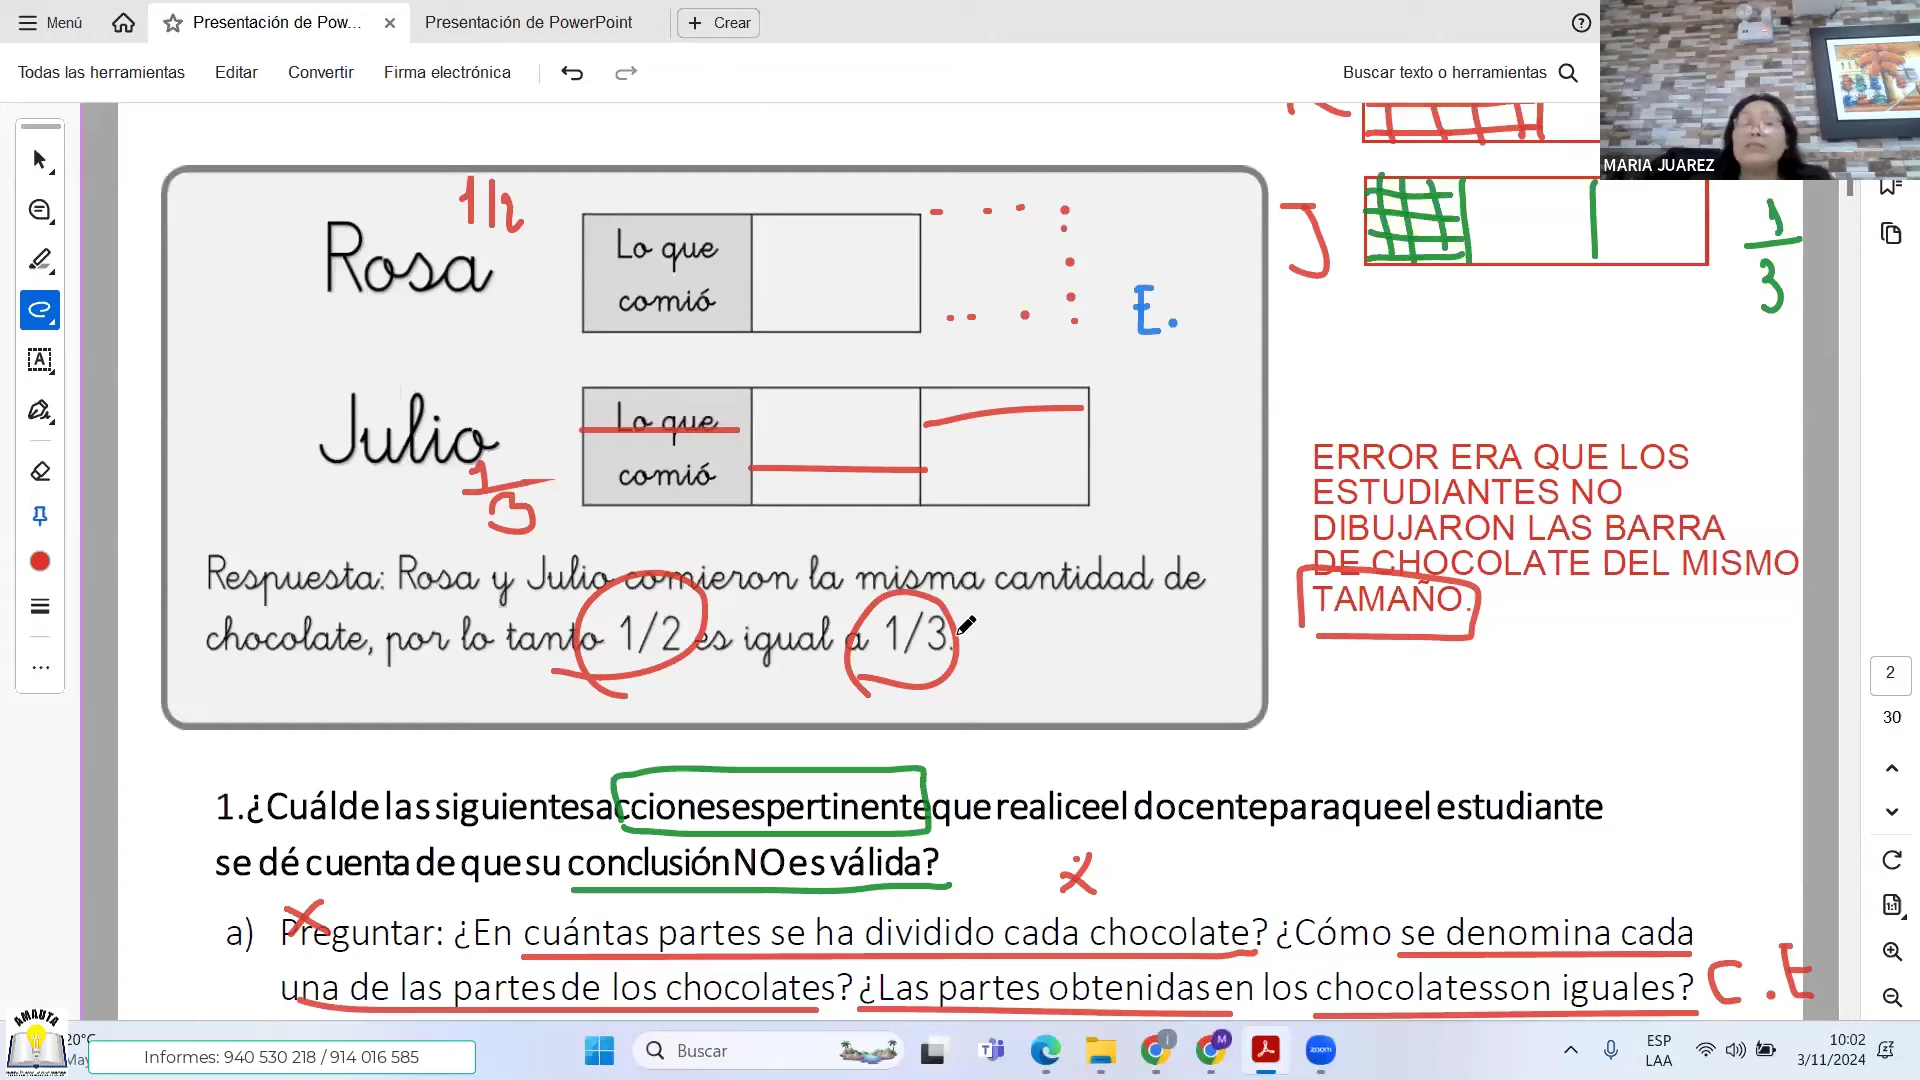 Menú
Presentación de Pow...
Presentación de PowerPoint
Crear
Todas las herramientas
Editar
Convertir
Firma electrónica
Buscar texto o herramientas
MARIA JUAREZ
1/2
Rosa
Lo que
comió
E.
J
1
3
Julio
1
3
Lo que
comió
ERROR ERA QUE LOS
ESTUDIANTES NO
DIBUJARON LAS BARRA
DE CHOCOLATE DEL MISMO
TAMAÑO.
Respuesta: Rosa y Julio comieron la misma cantidad de
chocolate, por lo tanto 1/2 es igual a 1/3.
2
30
1.¿Cuál de las siguientes acciones es pertinente que realice el docente para que el estudiante
se dé cuenta de que su conclusión NO es válida?
a) Preguntar: ¿En cuántas partes se ha dividido cada chocolate? ¿Cómo se denomina cada
una de las partes de los chocolates? ¿Las partes obtenidas en los chocolates son iguales?
C.E
AMAUTA
20°C
Informes: 940 530 218 / 914 016 585
Buscar
zoom
ESP
LAA
10:02
3/11/2024